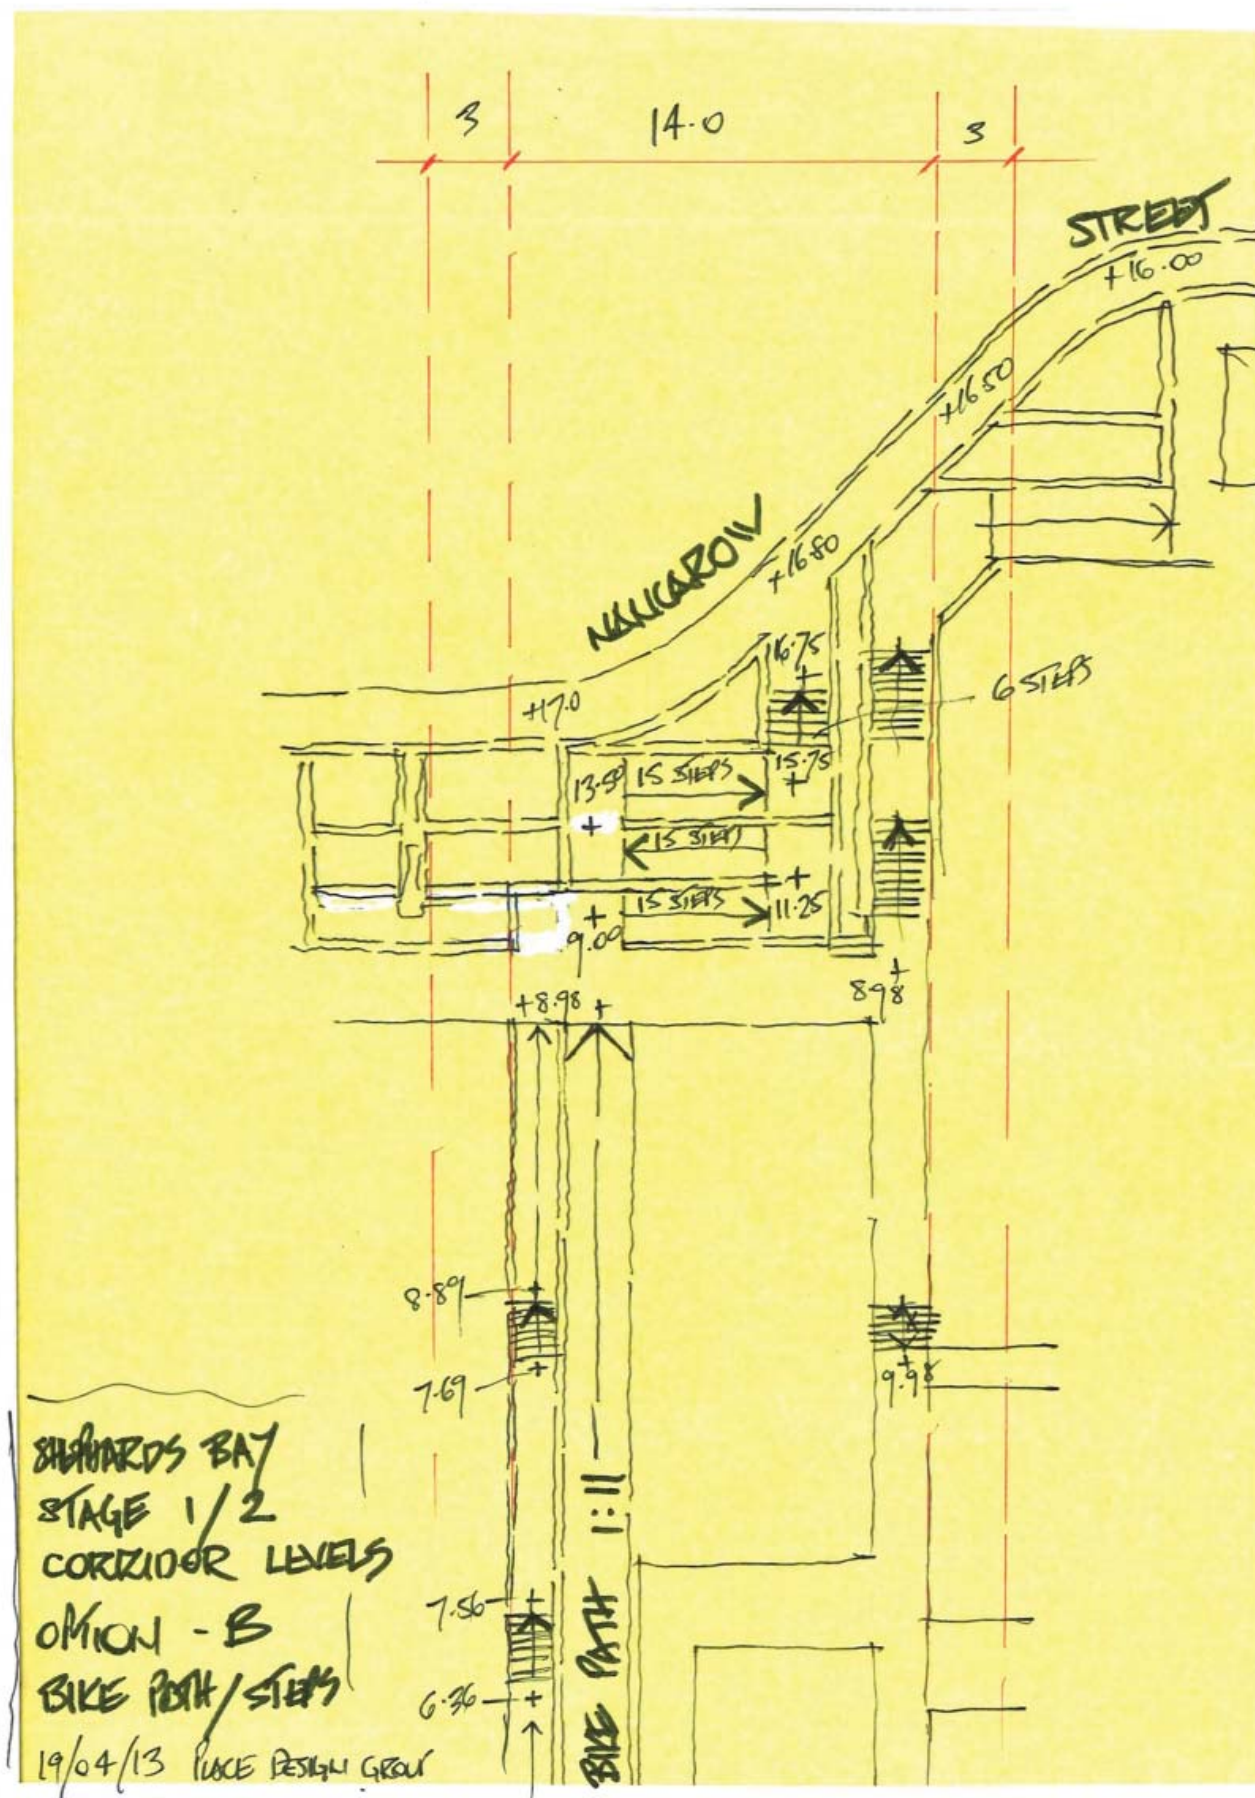 3
14.0
3
STREET
+16.00
+16.50
NANCAROW
+16.80
16.75
6 STEPS
+17.0
15.75
13.50
15 STEPS
15 STEPS
15 STEPS
11.25
9.00
+8.98
8.98
8.89
7.69
9.98
SHEPHARDS BAY
STAGE 1/2
CORRIDOR LEVELS
OPTION - B
BIKE PATH/STEPS
19/04/13 PLACE DESIGN GROUP
7.56
6.36
BIKE PATH 1:11